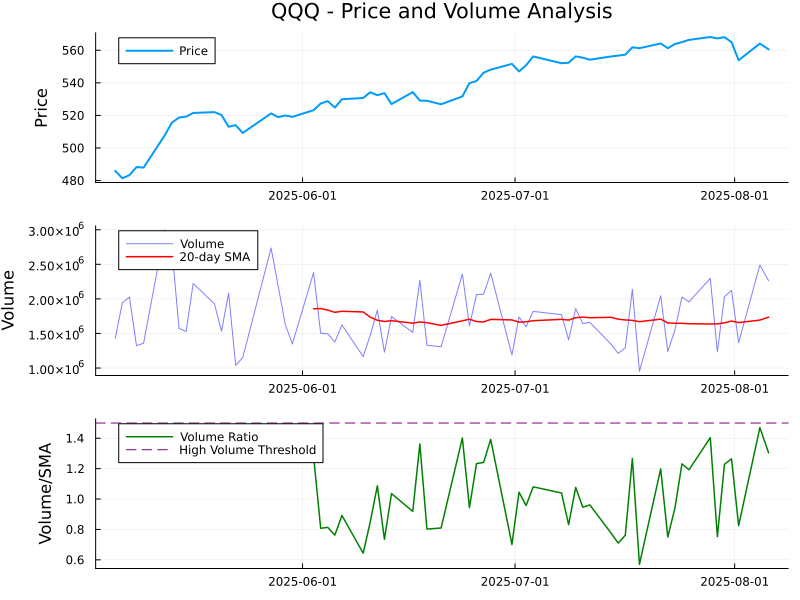 QQQ - Price and Volume Analysis
Price
560
540
520
500
480
Price
2025-06-01
2025-07-01
2025-08-01
3.00×10⁶
2.50×10⁶
2.00×10⁶
1.50×10⁶
1.00×10⁶
Volume
Volume
20-day SMA
2025-06-01
2025-07-01
2025-08-01
1.4
1.2
1.0
0.8
0.6
Volume/SMA
Volume Ratio
High Volume Threshold
2025-06-01
2025-07-01
2025-08-01